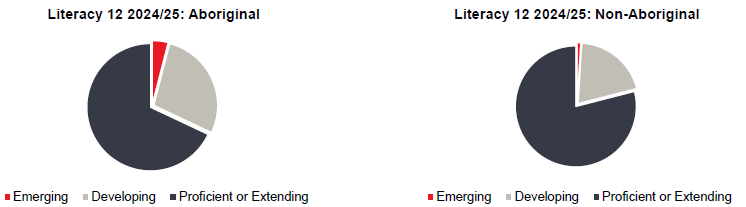 Literacy 12 2024/25: Aboriginal
Emerging Developing Proficient or Extending
Literacy 12 2024/25: Non-Aboriginal
Emerging Developing Proficient or Extending